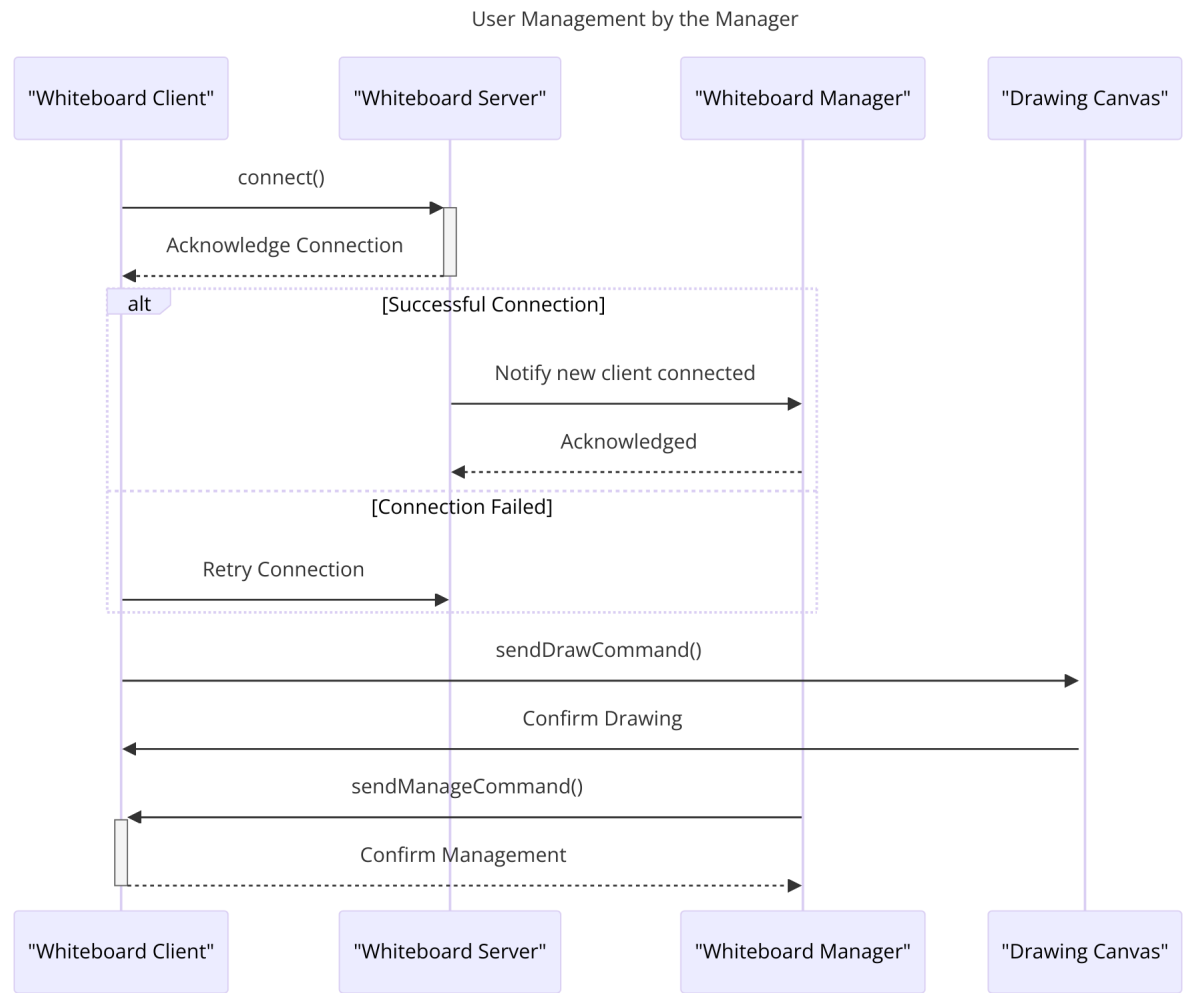 User Management by the Manager
"Whiteboard Client"
"Whiteboard Server"
"Whiteboard Manager"
"Drawing Canvas"
connect()
Acknowledge Connection
alt
[Successful Connection]
Notify new client connected
Acknowledged
[Connection Failed]
Retry Connection
sendDrawCommand()
Confirm Drawing
sendManageCommand()
Confirm Management
"Whiteboard Client"
"Whiteboard Server"
"Whiteboard Manager"
"Drawing Canvas"